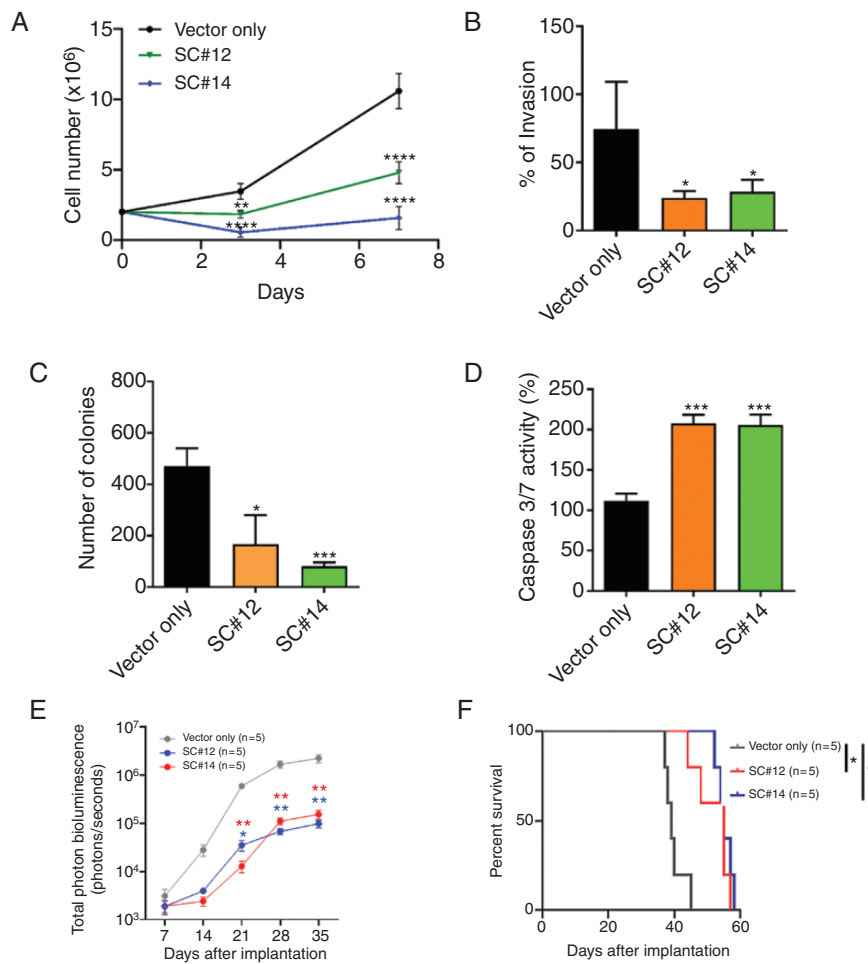 A
Vector only
SC#12
SC#14
Cell number (x10⁶)
15
10
5
0
0 2 4 6 8
**
****
****
****
Days
B
% of Invasion
150
100
50
0
* *
Vector only SC#12 SC#14
C
Number of colonies
800
600
400
200
0
*
***
Vector only SC#12 SC#14
D
Caspase 3/7 activity (%)
250
200
150
100
50
0
*** ***
Vector only SC#12 SC#14
E
Total photon bioluminescence
(photons/seconds)
Vector only (n=5)
SC#12 (n=5)
SC#14 (n=5)
10⁷
10⁶
10⁵
10⁴
10³
** ** **
* ** **
7 14 21 28 35
Days after implantation
F
Percent survival
100
50
0
0 20 40 60
Vector only (n=5)
SC#12 (n=5)
SC#14 (n=5)
*
Days after implantation